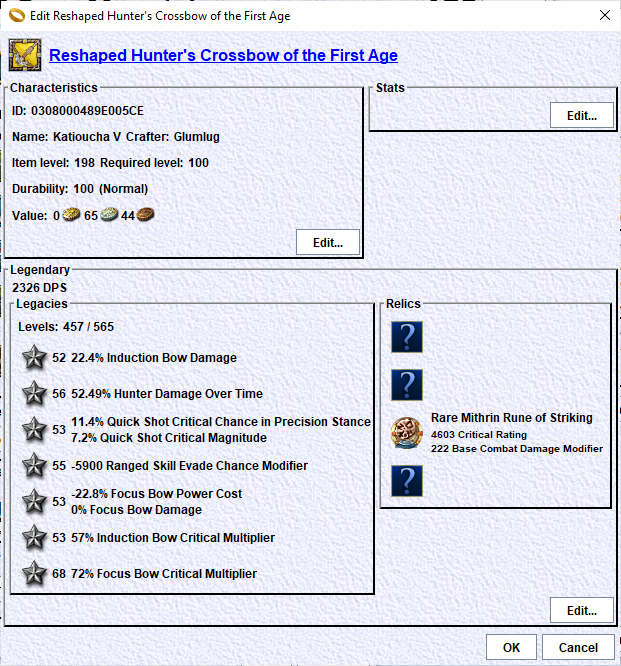 Edit Reshaped Hunter's Crossbow of the First Age
Reshaped Hunter's Crossbow of the First Age
Characteristics
ID: 0308000489E005CE
Name: Katioucha V Crafter: Glumlug
Item level: 198 Required level: 100
Durability: 100 (Normal)
Value: 0 65 44
Edit...
Stats
Edit...
Legendary
2326 DPS
Legacies
Levels: 457 / 565
52 22.4% Induction Bow Damage
56 52.49% Hunter Damage Over Time
53 11.4% Quick Shot Critical Chance in Precision Stance
7.2% Quick Shot Critical Magnitude
55 -5900 Ranged Skill Evade Chance Modifier
53 -22.8% Focus Bow Power Cost
0% Focus Bow Damage
53 57% Induction Bow Critical Multiplier
68 72% Focus Bow Critical Multiplier
Relics
?
?
Rare Mithrin Rune of Striking
4603 Critical Rating
222 Base Combat Damage Modifier
?
Edit...
OK Cancel